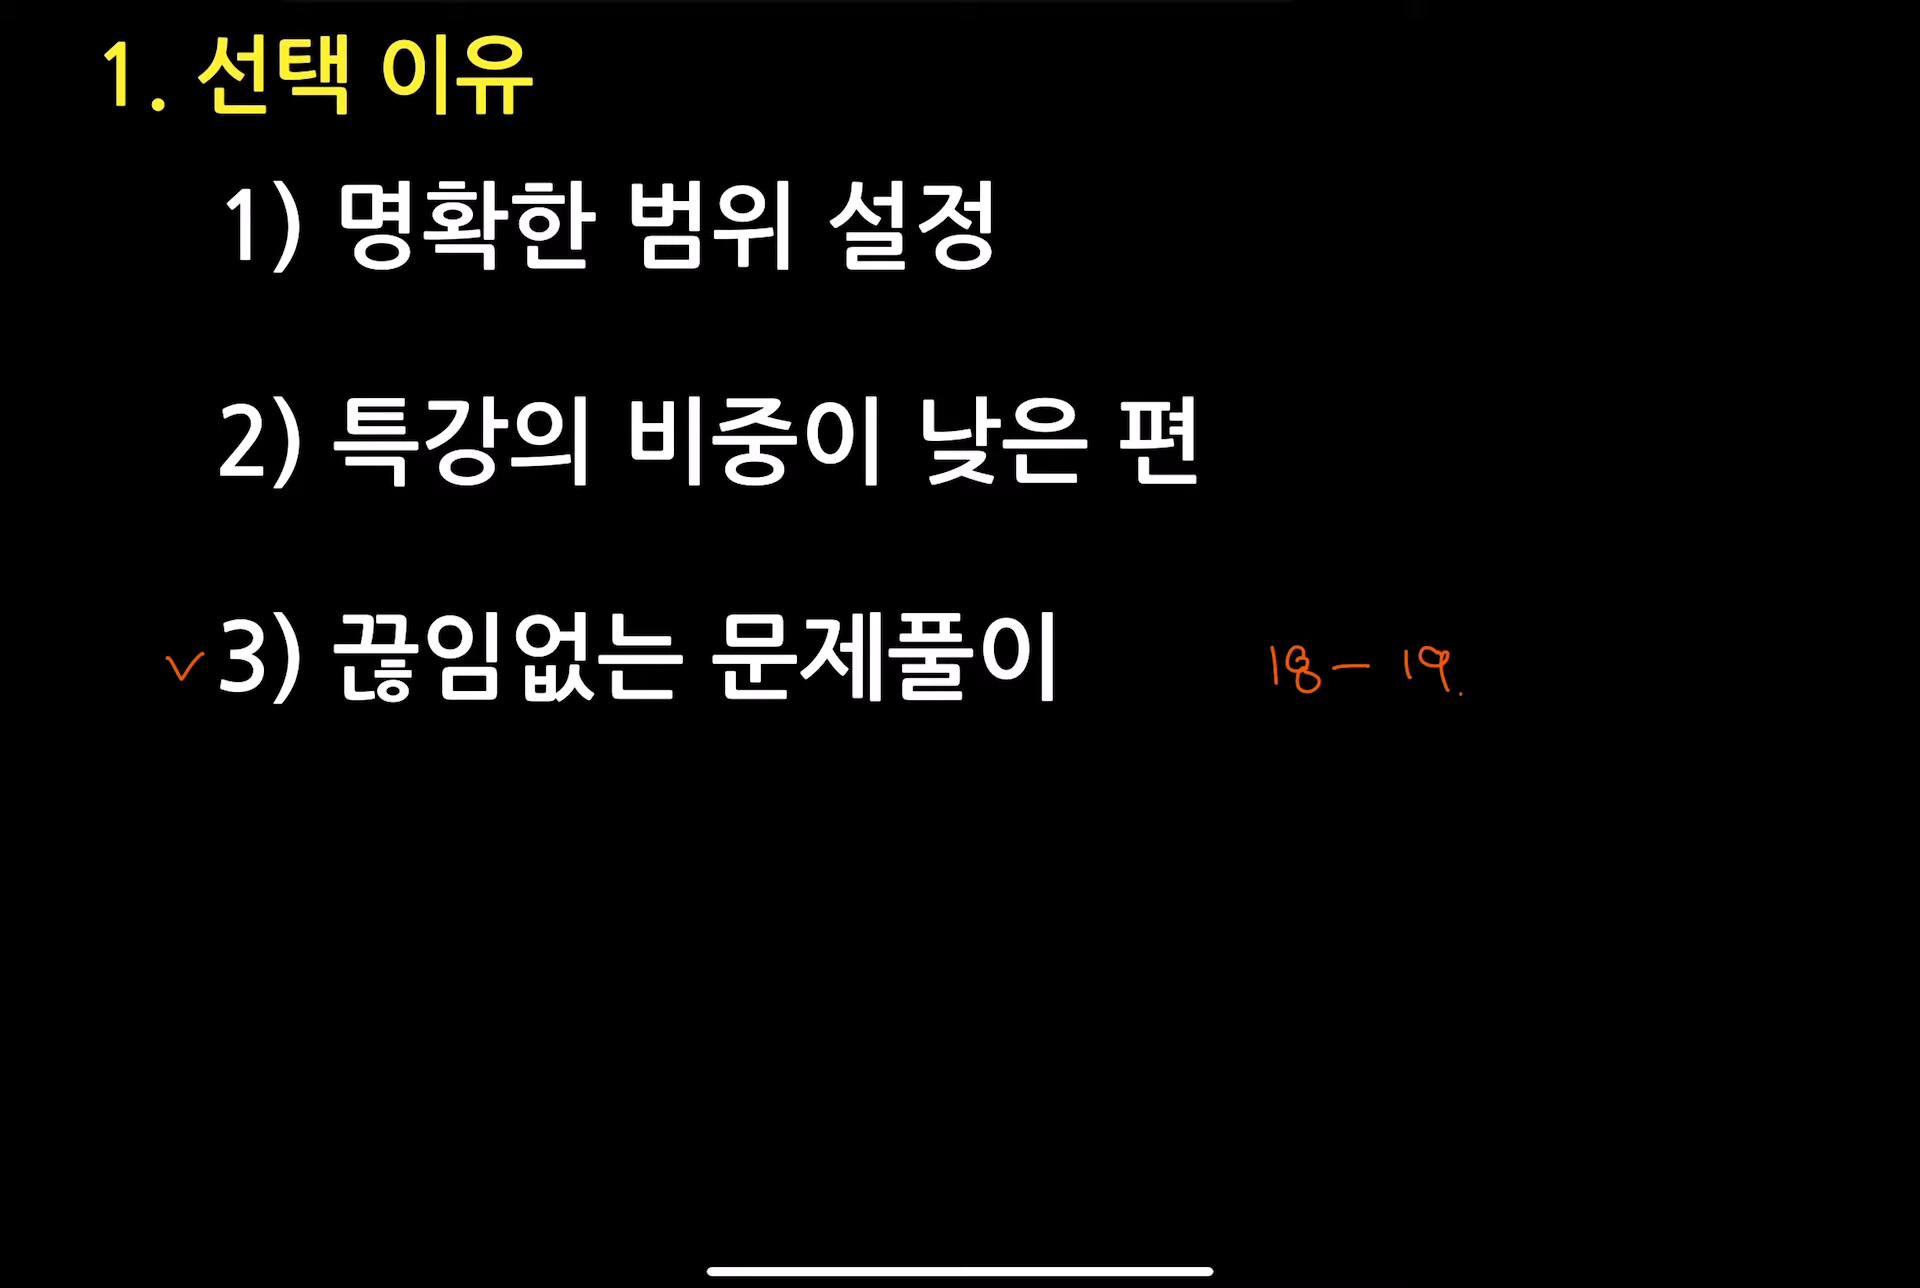 1. 선택 이유
1) 명확한 범위 설정
2) 특강의 비중이 낮은 편
✓ 3) 끊임없는 문제풀이 18 - 19.